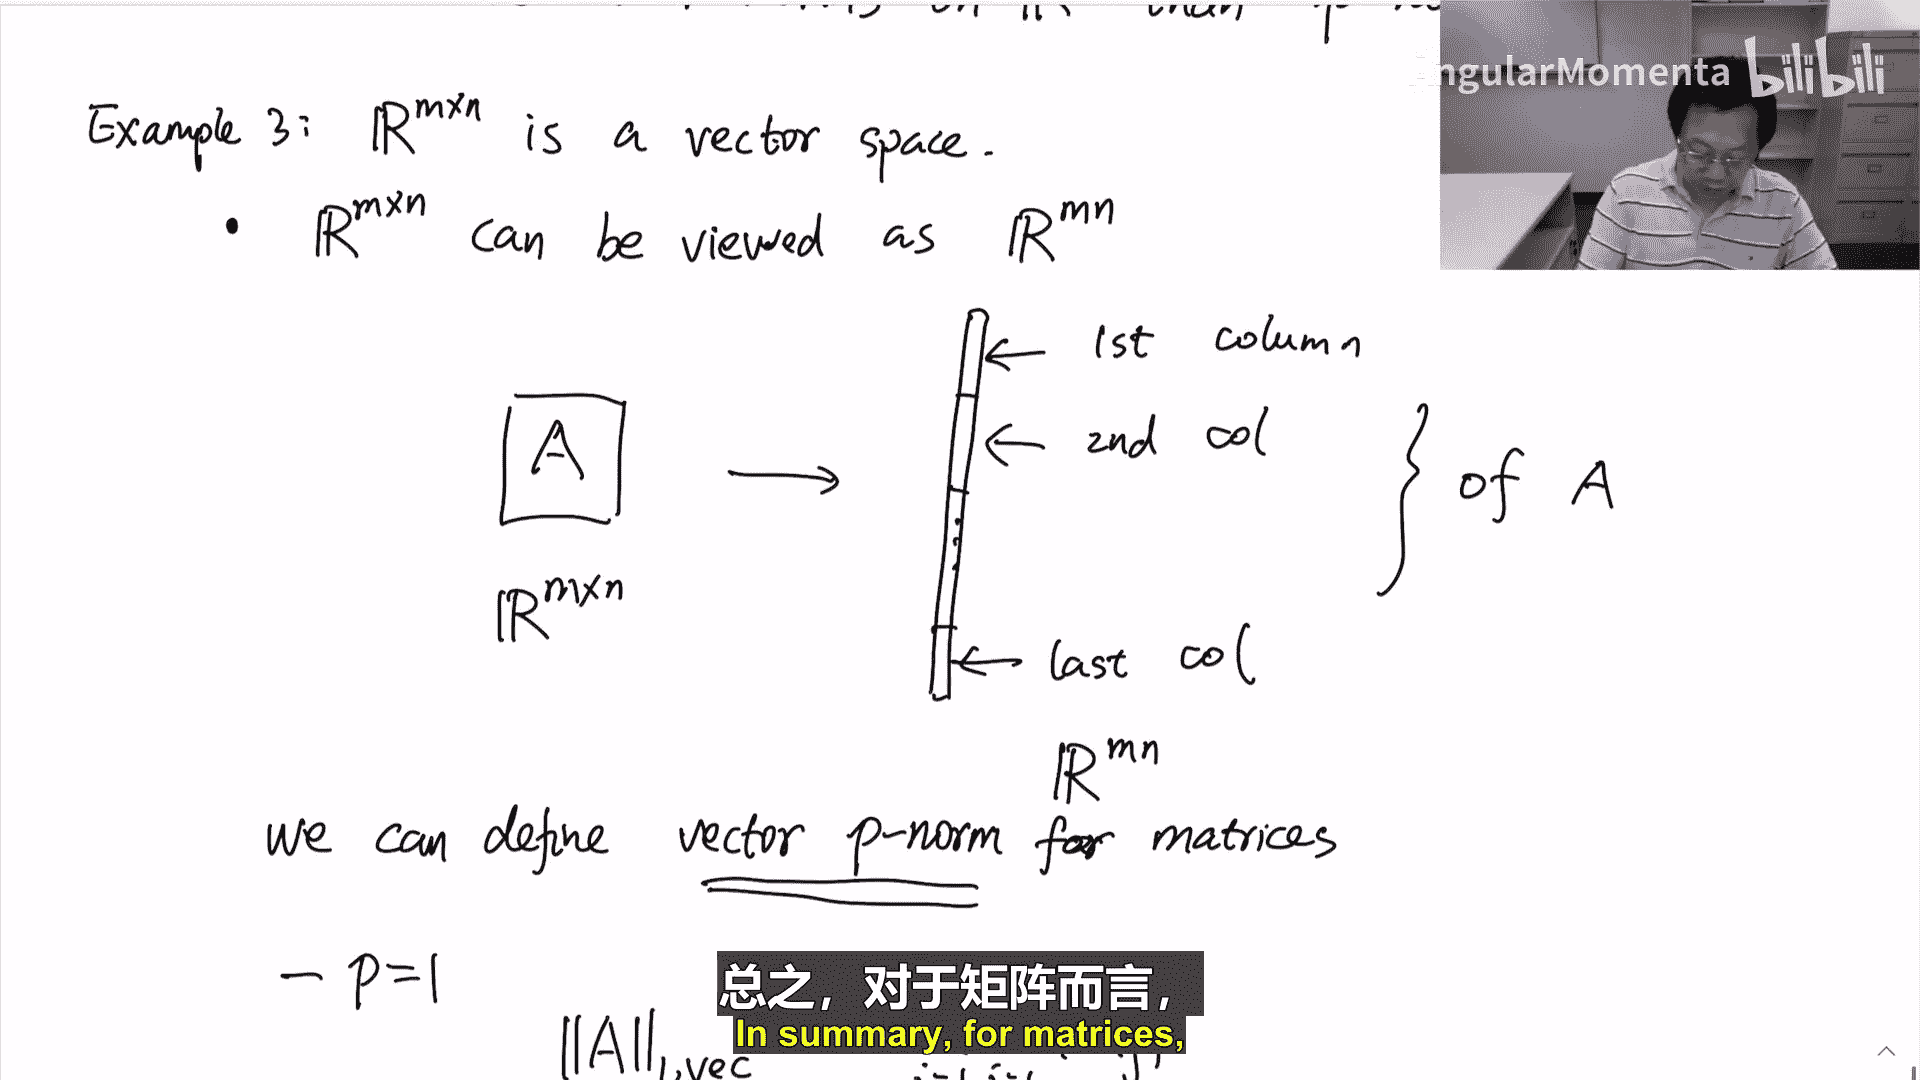 ngularMomenta bilibili
Example 3: ℝ^{m×n} is a vector space.
• ℝ^{m×n} can be viewed as ℝ^{mn}
← 1st column
A → ← 2nd col } of A
ℝ^{m×n}
← last col
ℝ^{mn}
we can define vector p-norm for matrices
— p=1
‖A‖_{1,vec}
总之，对于矩阵而言，
In summary, for matrices,